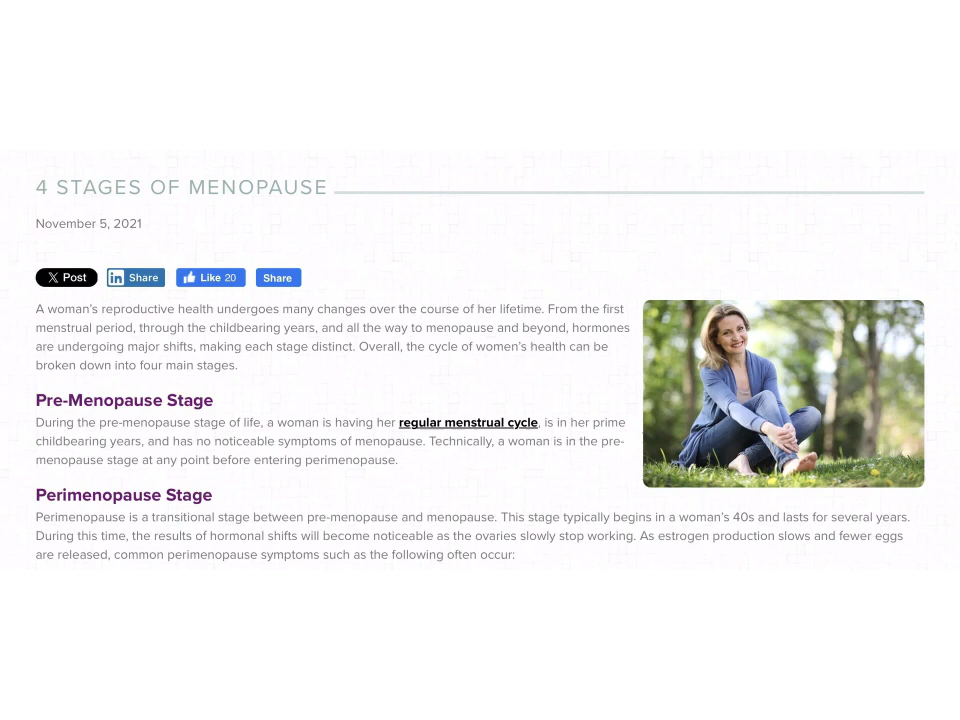 4 STAGES OF MENOPAUSE
November 5, 2021
X Post
in Share
Like 20
Share
A woman’s reproductive health undergoes many changes over the course of her lifetime. From the first
menstrual period, through the childbearing years, and all the way to menopause and beyond, hormones
are undergoing major shifts, making each stage distinct. Overall, the cycle of women’s health can be
broken down into four main stages.
Pre-Menopause Stage
During the pre-menopause stage of life, a woman is having her regular menstrual cycle, is in her prime
childbearing years, and has no noticeable symptoms of menopause. Technically, a woman is in the pre-
menopause stage at any point before entering perimenopause.
Perimenopause Stage
Perimenopause is a transitional stage between pre-menopause and menopause. This stage typically begins in a woman’s 40s and lasts for several years.
During this time, the results of hormonal shifts will become noticeable as the ovaries slowly stop working. As estrogen production slows and fewer eggs
are released, common perimenopause symptoms such as the following often occur: